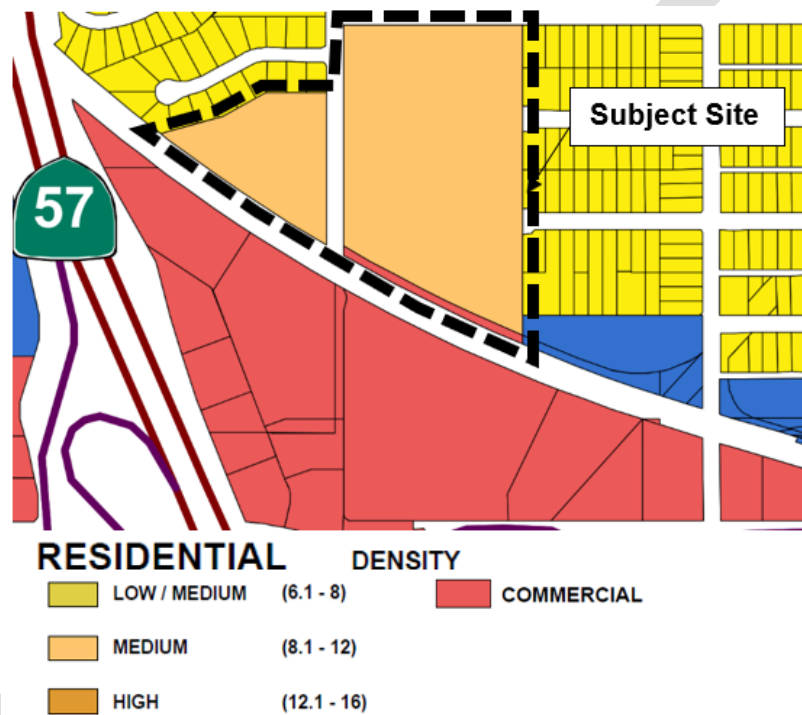 Subject Site
57
RESIDENTIAL DENSITY
LOW / MEDIUM (6.1 - 8) COMMERCIAL
MEDIUM (8.1 - 12)
HIGH (12.1 - 16)